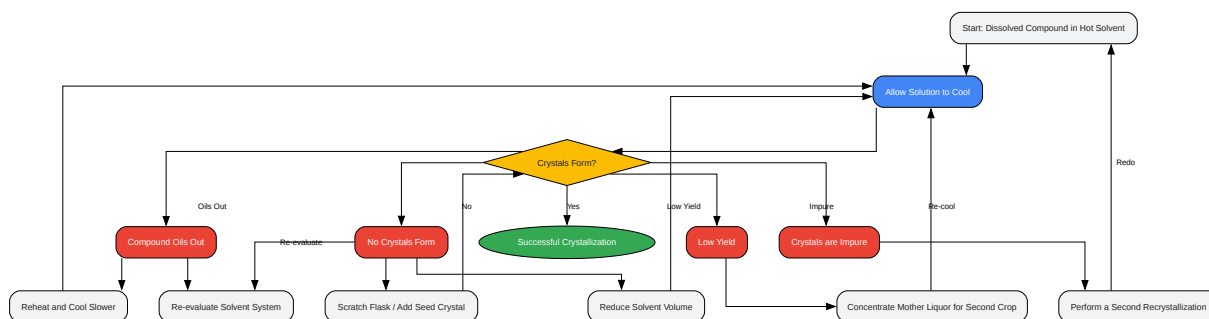 Start: Dissolved Compound in Hot Solvent
Allow Solution to Cool
Crystals Form?
Redo
Oils Out
No
Yes
Low Yield
Impure
Re-cool
Compound Oils Out
Re-evaluate
No Crystals Form
Successful Crystallization
Low Yield
Crystals are Impure
Reheat and Cool Slower
Re-evaluate Solvent System
Scratch Flask / Add Seed Crystal
Reduce Solvent Volume
Concentrate Mother Liquor for Second Crop
Perform a Second Recrystallization